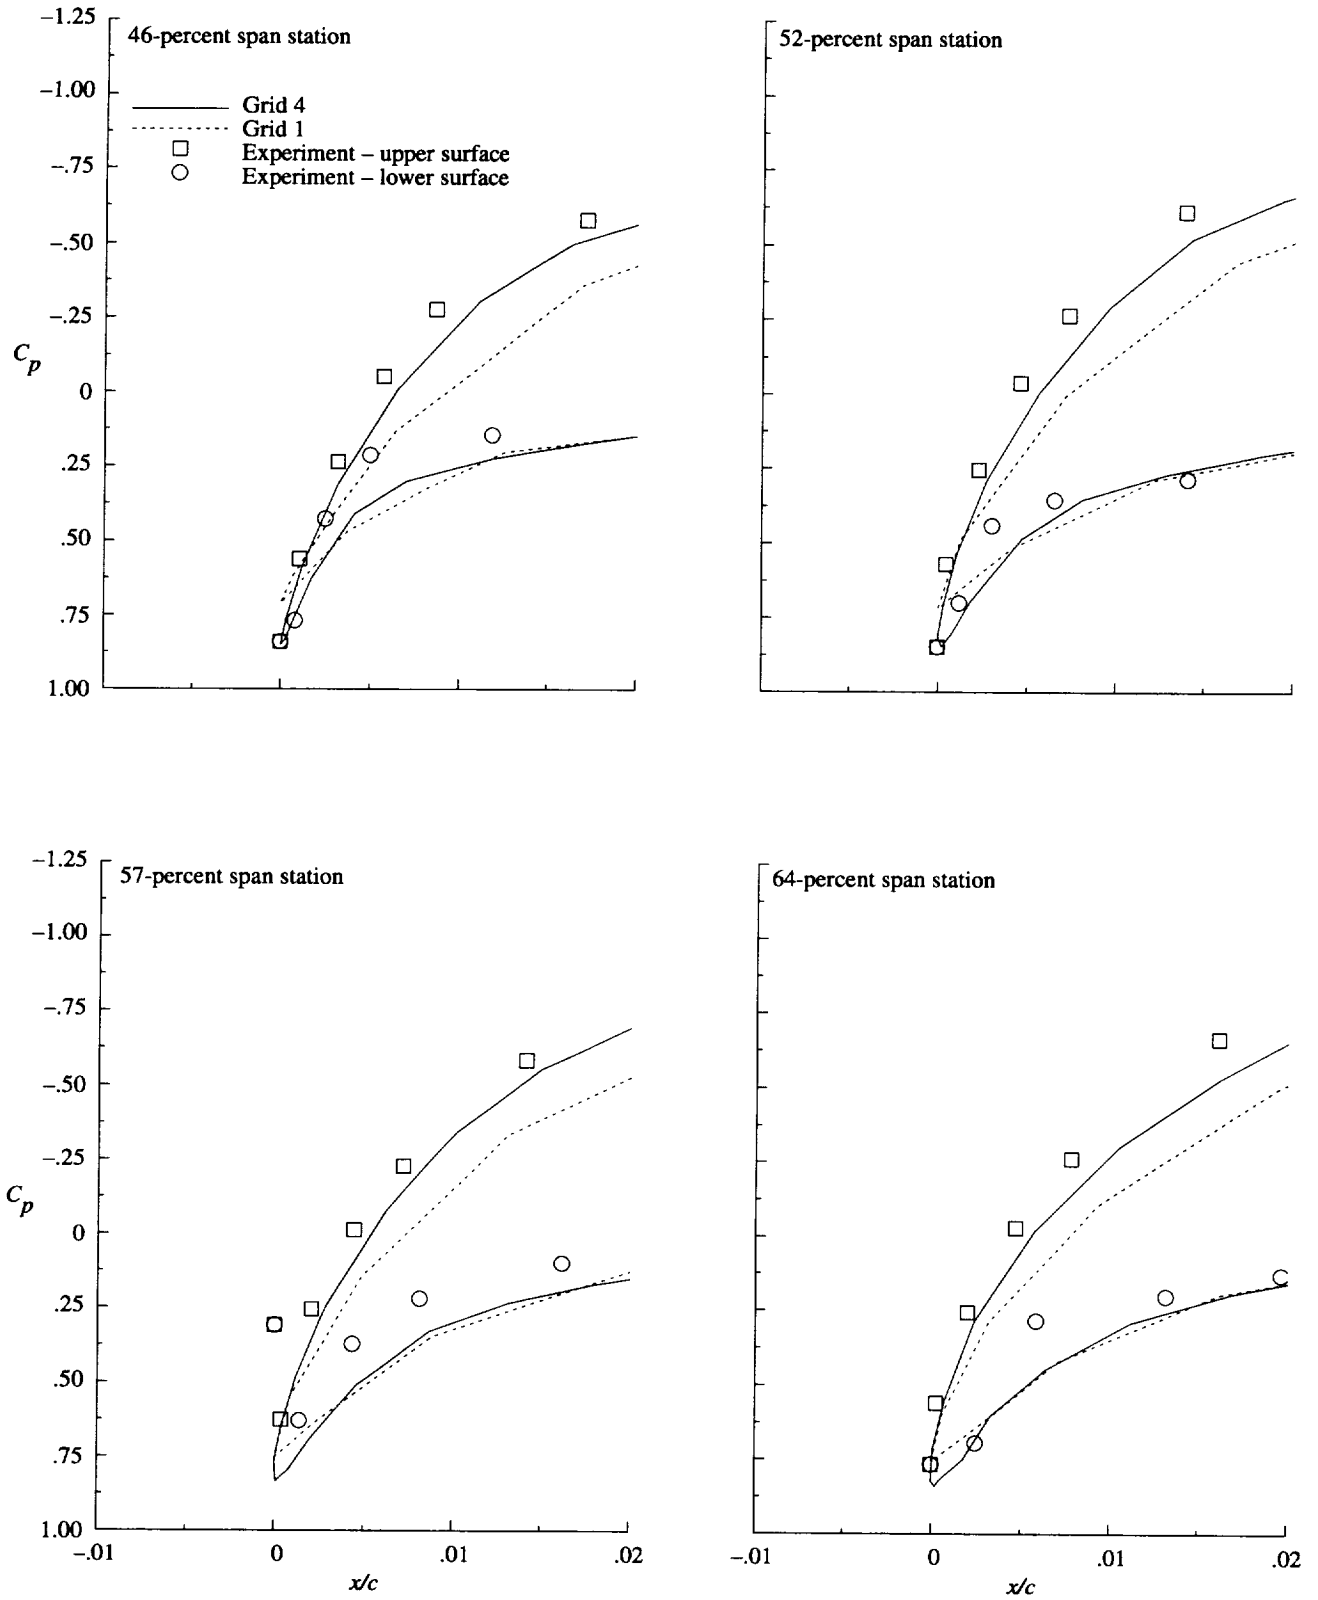 46-percent span station
Grid 4
Grid 1
Experiment – upper surface
Experiment – lower surface
–1.25
–1.00
–.75
–.50
–.25
0
.25
.50
.75
1.00
Cp
52-percent span station
57-percent span station
–1.25
–1.00
–.75
–.50
–.25
0
.25
.50
.75
1.00
Cp
–.01
0
.01
.02
x/c
64-percent span station
–.01
0
.01
.02
x/c